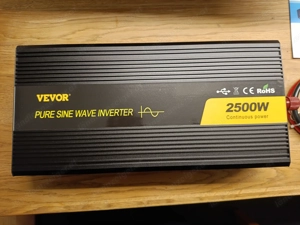 VEVOR®
PURE SINE WAVE INVERTER
CE RoHS
2500W
Continuous power